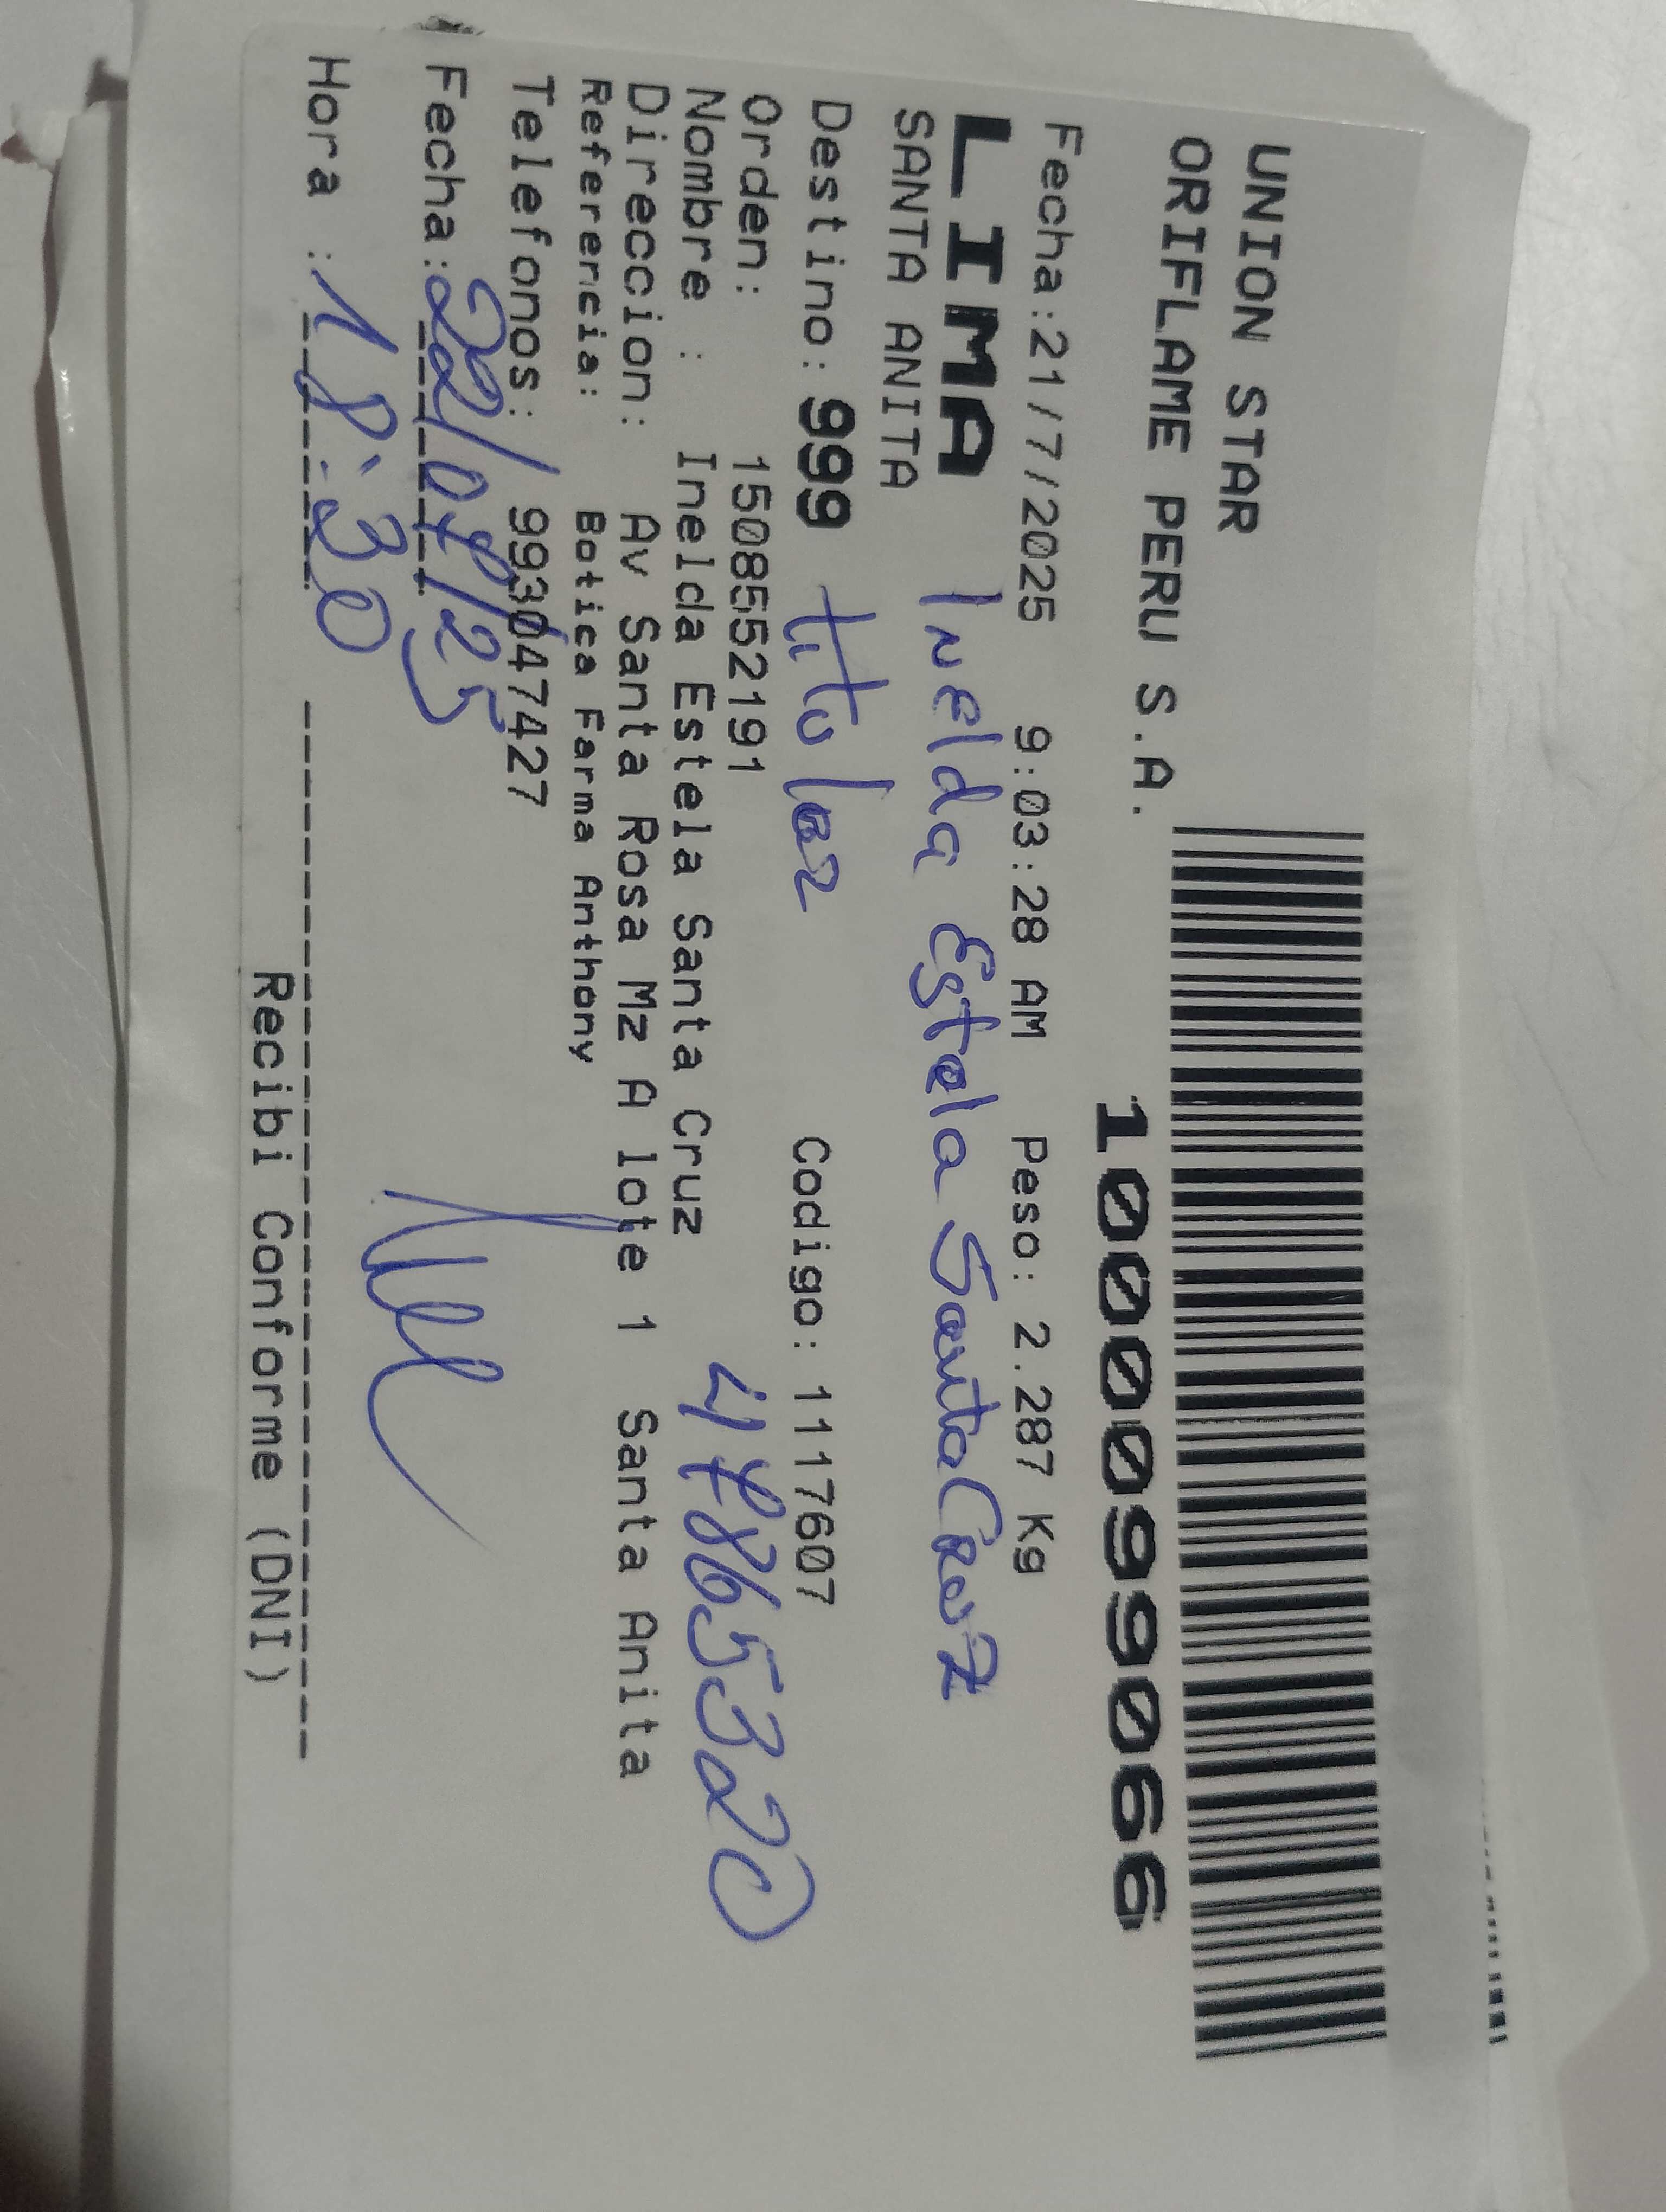 UNION STAR
ORIFLAME PERU S.A.
10000999066
Fecha:21/7/2025 9:03:28 AM Peso: 2.287 Kg
LIMA Inelda Estela Santa Cruz
SANTA ANITA
Destino: 999 titular Codigo: 1117607
Orden: 15085552191
Nombre : Inelda Estela Santa Cruz 47865320
Direccion: Av Santa Rosa Mz A lote 1 Santa Anita
Referencia: Botica Farma Anthony
Telefonos: 993047427
Fecha:22/07/25
Hora :18:30
Recibi Conforme (DNI)